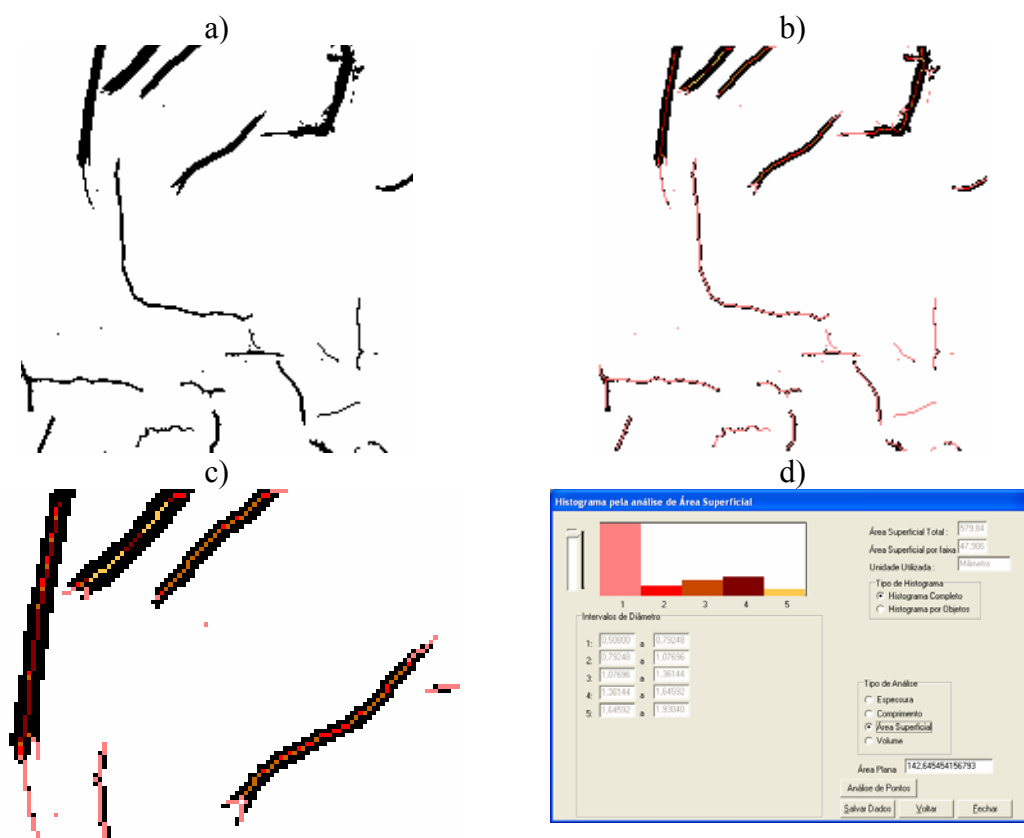 a)
b)
c)
d)
Histograma pela análise de Área Superficial
1 2 3 4 5
Área Superficial Total : 579,84
Área Superficial por faixa 47,906
Unidade Utilizada : Milímetro
Tipo de Histograma
Histograma Completo
Histograma por Objetos
Intervalos de Diâmetro
1: 0,50800 a 0,79248
2: 0,79248 a 1,07696
3: 1,07696 a 1,36144
4: 1,36144 a 1,64592
5: 1,64592 a 1,93040
Tipo de Análise
Espessura
Comprimento
Área Superficial
Volume
Área Plana 142,645454156793
Análise de Pontos
Salvar Dados Voltar Fechar